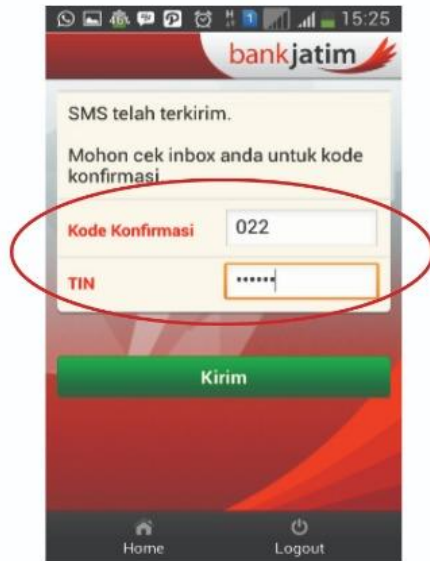 15:25
bankjatim
SMS telah terkirim.
Mohon cek inbox anda untuk kode
konfirmasi
Kode Konfirmasi 022
TIN ••••••
Kirim
Home Logout